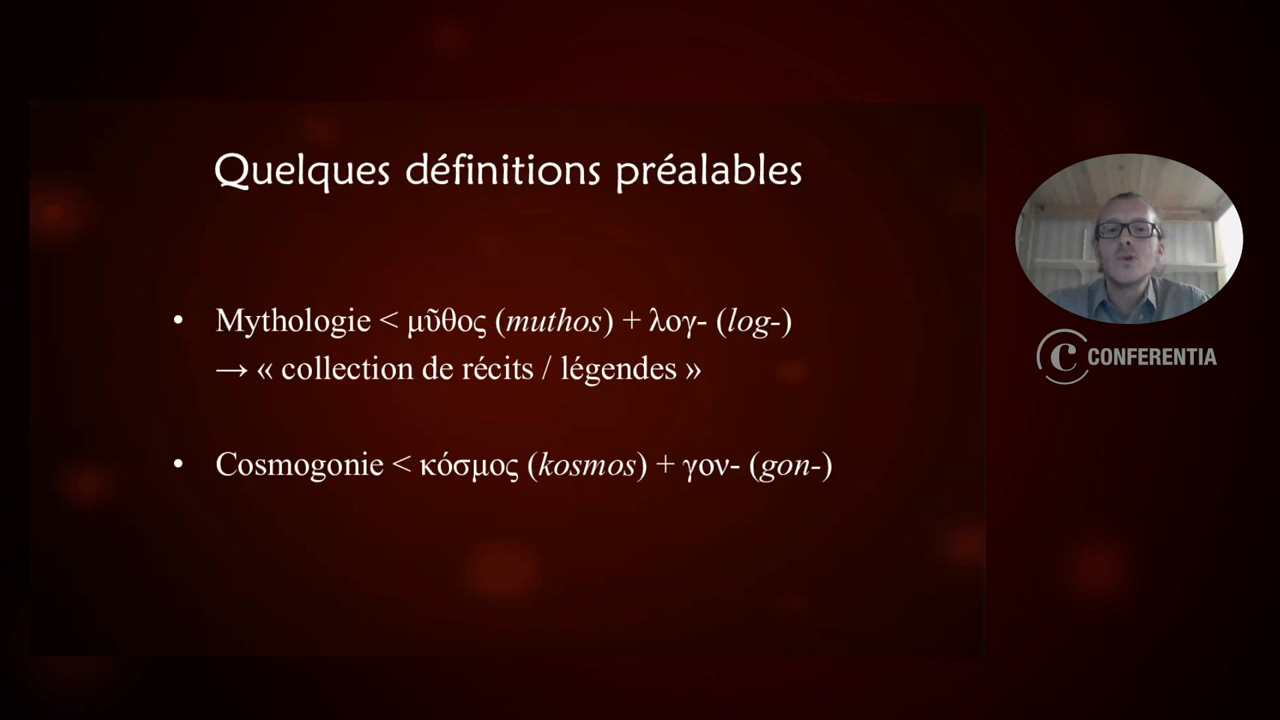 Quelques définitions préalables
• Mythologie < μῦθος (muthos) + λογ- (log-)
→ « collection de récits / légendes »
• Cosmogonie < κόσμος (kosmos) + γον- (gon-)
C CONFERENTIA